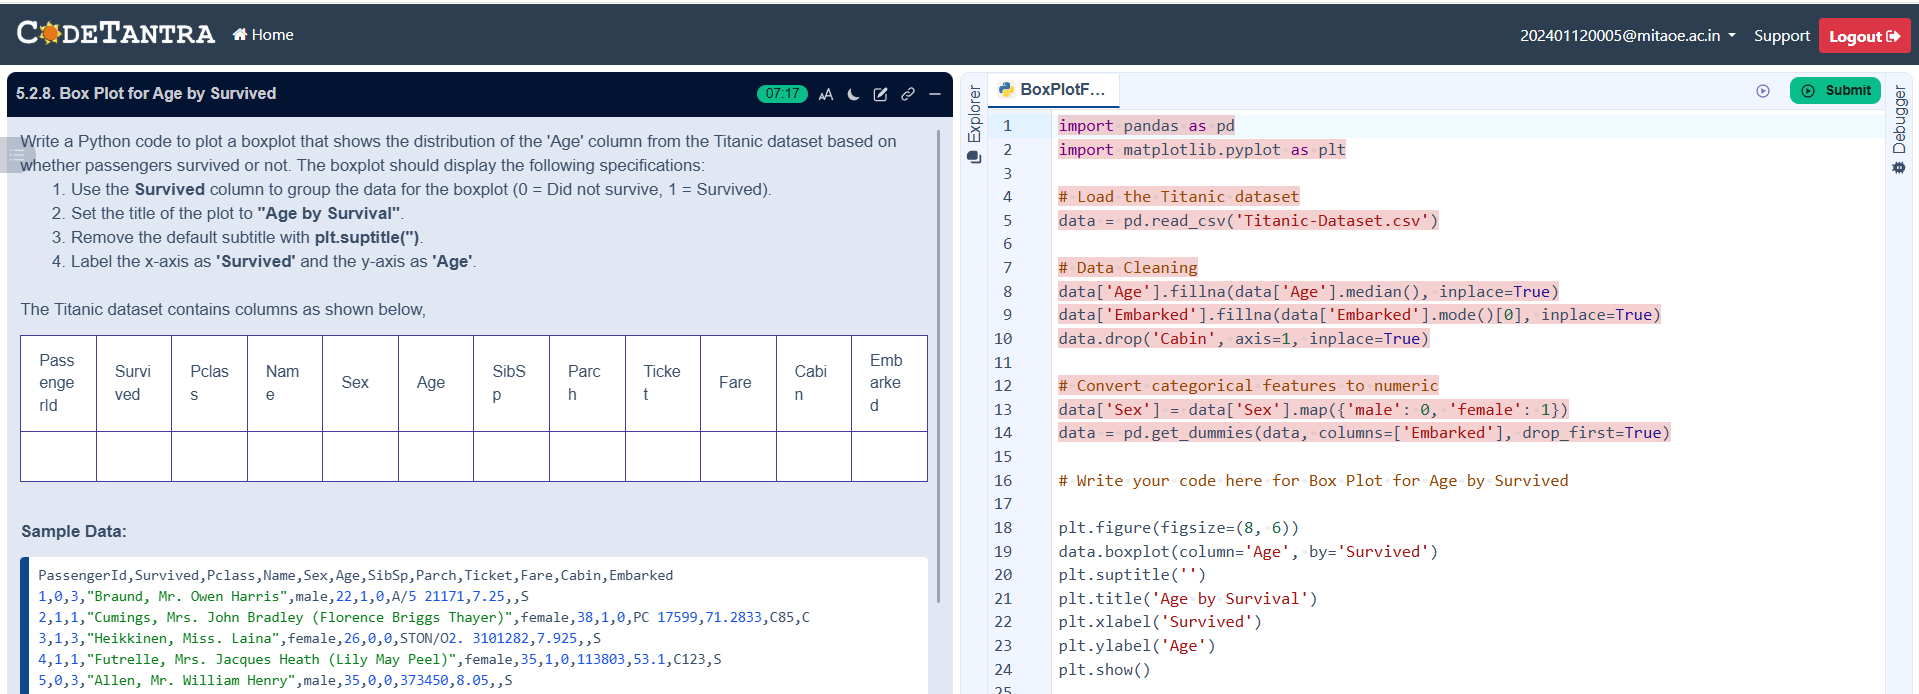 CODETANTRA Home 202401120005@mitaoe.ac.in Support Logout
5.2.8. Box Plot for Age by Survived 07:17 AA
Write a Python code to plot a boxplot that shows the distribution of the 'Age' column from the Titanic dataset based on
whether passengers survived or not. The boxplot should display the following specifications:
1. Use the Survived column to group the data for the boxplot (0 = Did not survive, 1 = Survived).
2. Set the title of the plot to "Age by Survival".
3. Remove the default subtitle with plt.suptitle('').
4. Label the x-axis as 'Survived' and the y-axis as 'Age'.
The Titanic dataset contains columns as shown below,
PassengerId Survived Pclass Name Sex Age SibSp Parch Ticket Fare Cabin Embarked
Sample Data:
PassengerId,Survived,Pclass,Name,Sex,Age,SibSp,Parch,Ticket,Fare,Cabin,Embarked
1,0,3,"Braund, Mr. Owen Harris",male,22,1,0,A/5 21171,7.25,,S
2,1,1,"Cumings, Mrs. John Bradley (Florence Briggs Thayer)",female,38,1,0,PC 17599,71.2833,C85,C
3,1,3,"Heikkinen, Miss. Laina",female,26,0,0,STON/O2. 3101282,7.925,,S
4,1,1,"Futrelle, Mrs. Jacques Heath (Lily May Peel)",female,35,1,0,113803,53.1,C123,S
5,0,3,"Allen, Mr. William Henry",male,35,0,0,373450,8.05,,S
Explorer
BoxPlotF... Submit
Debugger
1 import pandas as pd
2 import matplotlib.pyplot as plt
3
4 # Load the Titanic dataset
5 data = pd.read_csv('Titanic-Dataset.csv')
6
7 # Data Cleaning
8 data['Age'].fillna(data['Age'].median(), inplace=True)
9 data['Embarked'].fillna(data['Embarked'].mode()[0], inplace=True)
10 data.drop('Cabin', axis=1, inplace=True)
11
12 # Convert categorical features to numeric
13 data['Sex'] = data['Sex'].map({'male': 0, 'female': 1})
14 data = pd.get_dummies(data, columns=['Embarked'], drop_first=True)
15
16 # Write your code here for Box Plot for Age by Survived
17
18 plt.figure(figsize=(8, 6))
19 data.boxplot(column='Age', by='Survived')
20 plt.suptitle('')
21 plt.title('Age by Survival')
22 plt.xlabel('Survived')
23 plt.ylabel('Age')
24 plt.show()
25